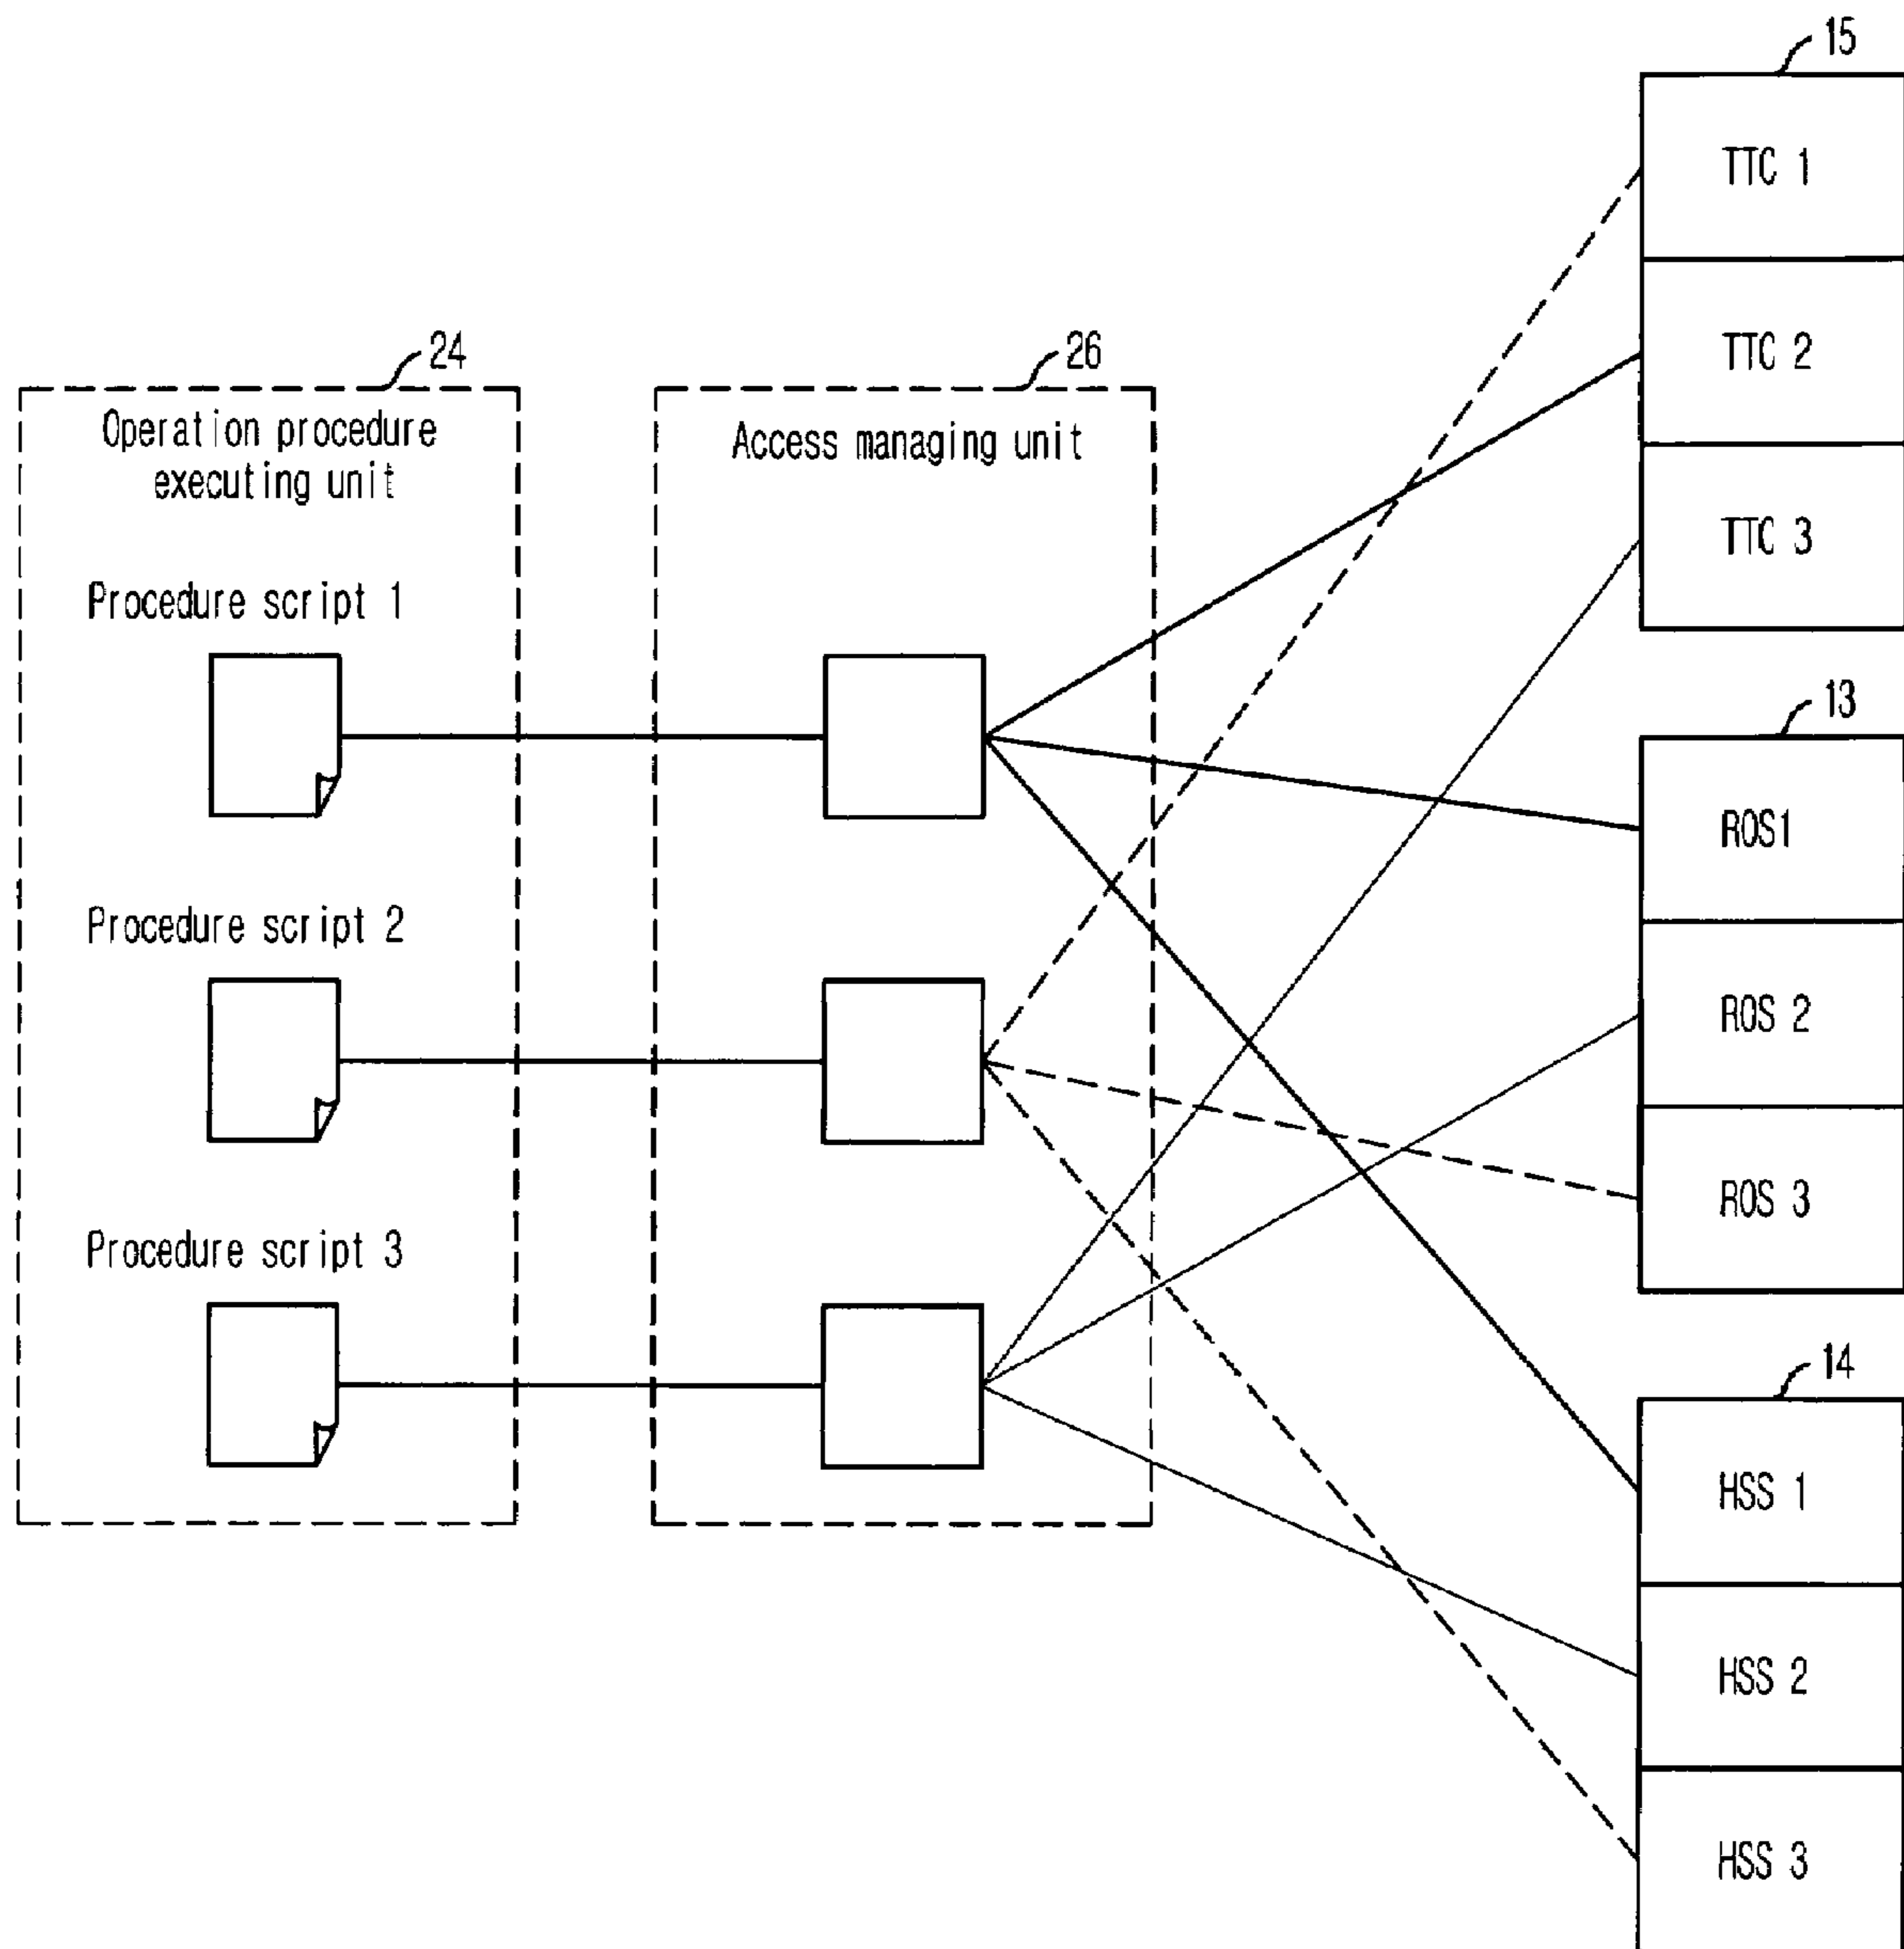 15
TTC 1
TTC 2
TTC 3
24
Operation procedure
executing unit
26
Access managing unit
Procedure script 1
Procedure script 2
Procedure script 3
13
ROS1
ROS 2
ROS 3
14
HSS 1
HSS 2
HSS 3